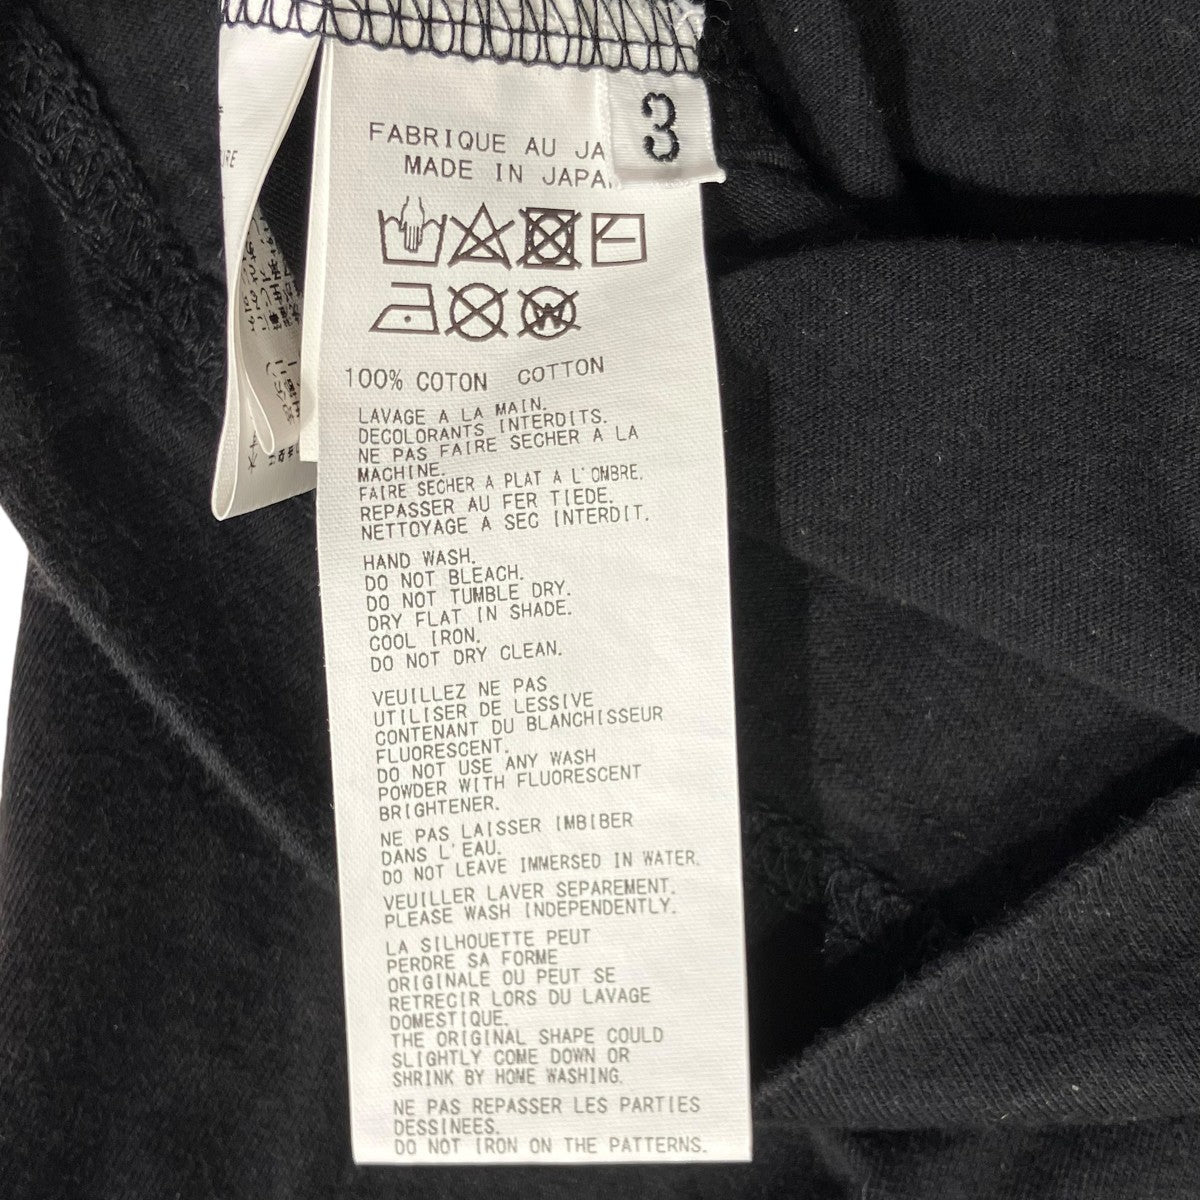 3
FABRIQUE AU JA
MADE IN JAPA
100% COTON COTTON
LAVAGE A LA MAIN.
DECOLORANTS INTERDITS.
NE PAS FAIRE SECHER A LA
MACHINE.
FAIRE SECHER A PLAT A L'OMBRE.
REPASSER AU FER TIEDE.
NETTOYAGE A SEC INTERDIT.
HAND WASH.
DO NOT BLEACH.
DO NOT TUMBLE DRY.
DRY FLAT IN SHADE.
COOL IRON.
DO NOT DRY CLEAN.
VEUILLEZ NE PAS
UTILISER DE LESSIVE
CONTENANT DU BLANCHISSEUR
FLUORESCENT.
DO NOT USE ANY WASH
POWDER WITH FLUORESCENT
BRIGHTENER.
NE PAS LAISSER IMBIBER
DANS L'EAU.
DO NOT LEAVE IMMERSED IN WATER.
VEUILLER LAVER SEPAREMENT.
PLEASE WASH INDEPENDENTLY.
LA SILHOUETTE PEUT
PERDRE SA FORME
ORIGINALE OU PEUT SE
RETRECIR LORS DU LAVAGE
DOMESTIQUE.
THE ORIGINAL SHAPE COULD
SLIGHTLY COME DOWN OR
SHRINK BY HOME WASHING.
NE PAS REPASSER LES PARTIES
DESSINEES.
DO NOT IRON ON THE PATTERNS.